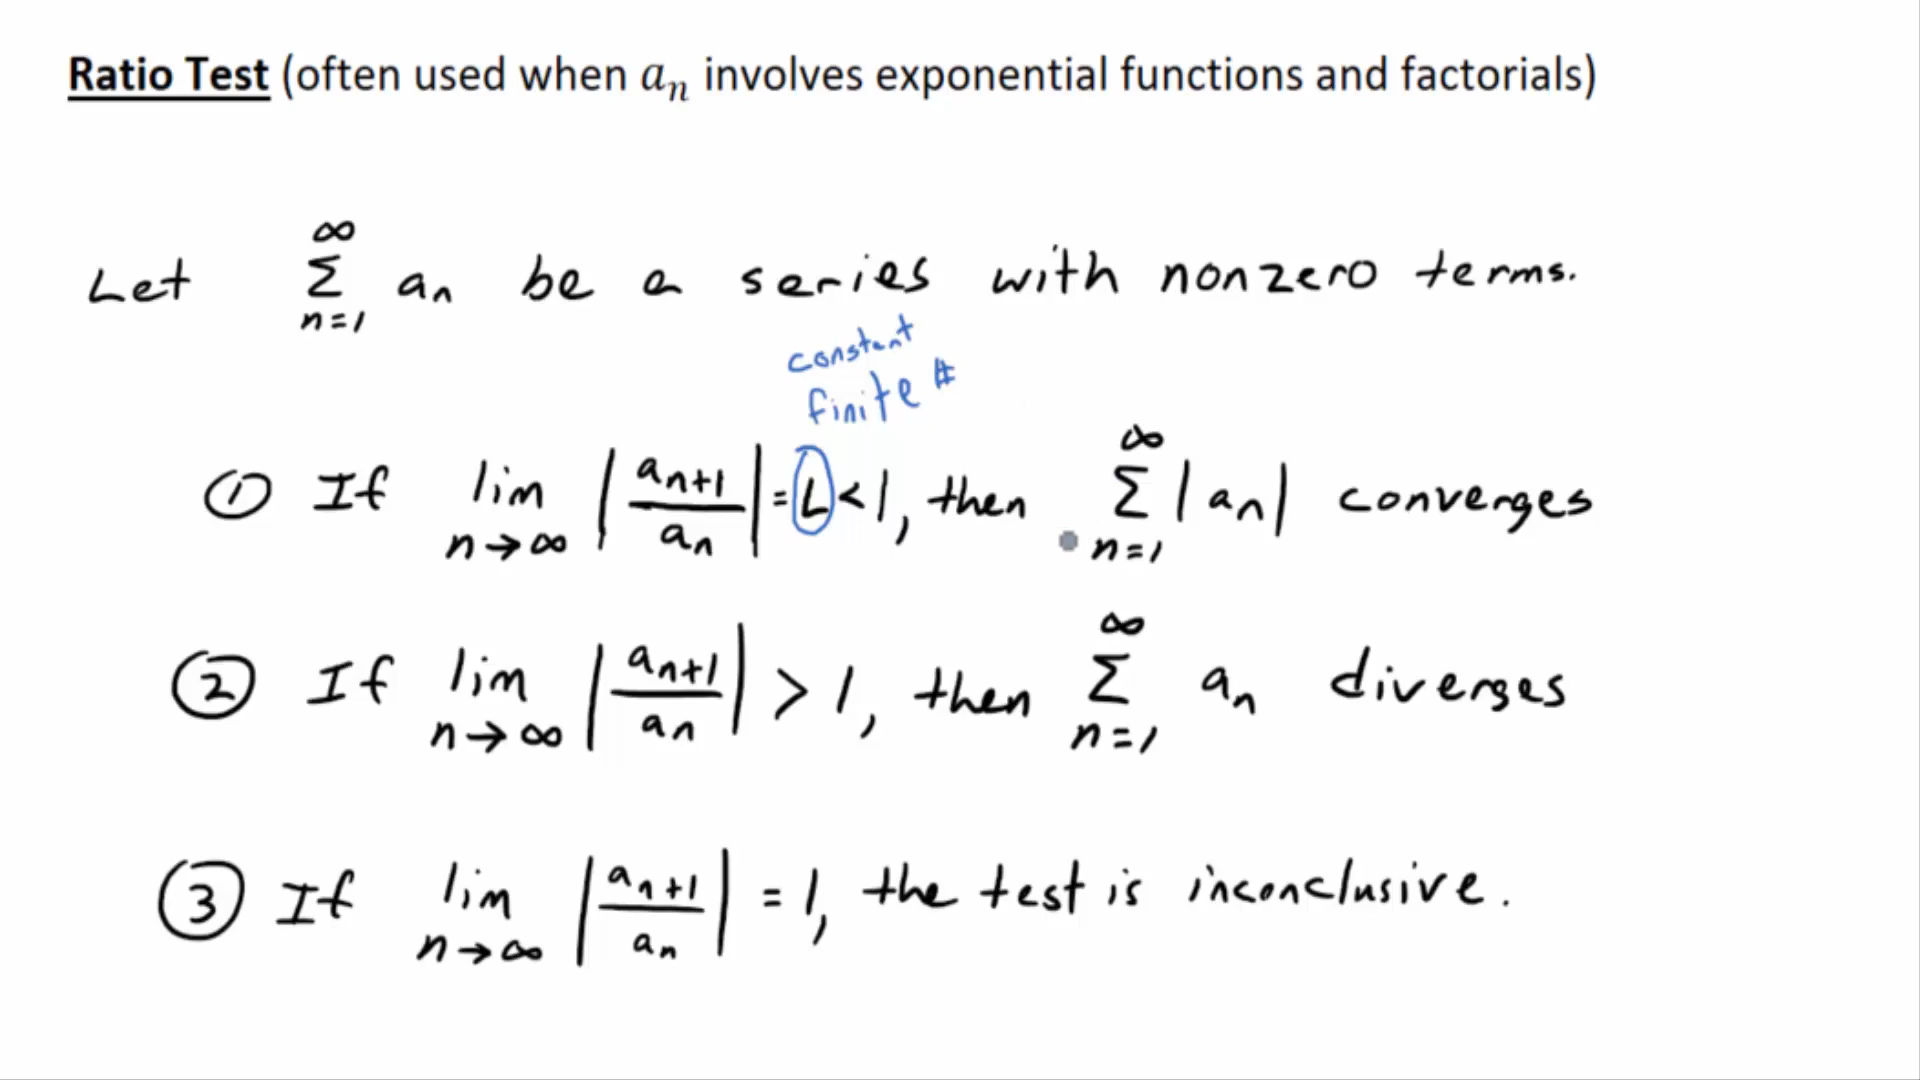 Ratio Test (often used when aₙ involves exponential functions and factorials)
Let ∑_{n=1}^{∞} aₙ be a series with nonzero terms.
constant
finite #
① If lim_{n→∞} |aₙ₊₁/aₙ| = L < 1, then ∑_{n=1}^{∞} |aₙ| converges
② If lim_{n→∞} |aₙ₊₁/aₙ| > 1, then ∑_{n=1}^{∞} aₙ diverges
③ If lim_{n→∞} |aₙ₊₁/aₙ| = 1, the test is inconclusive.